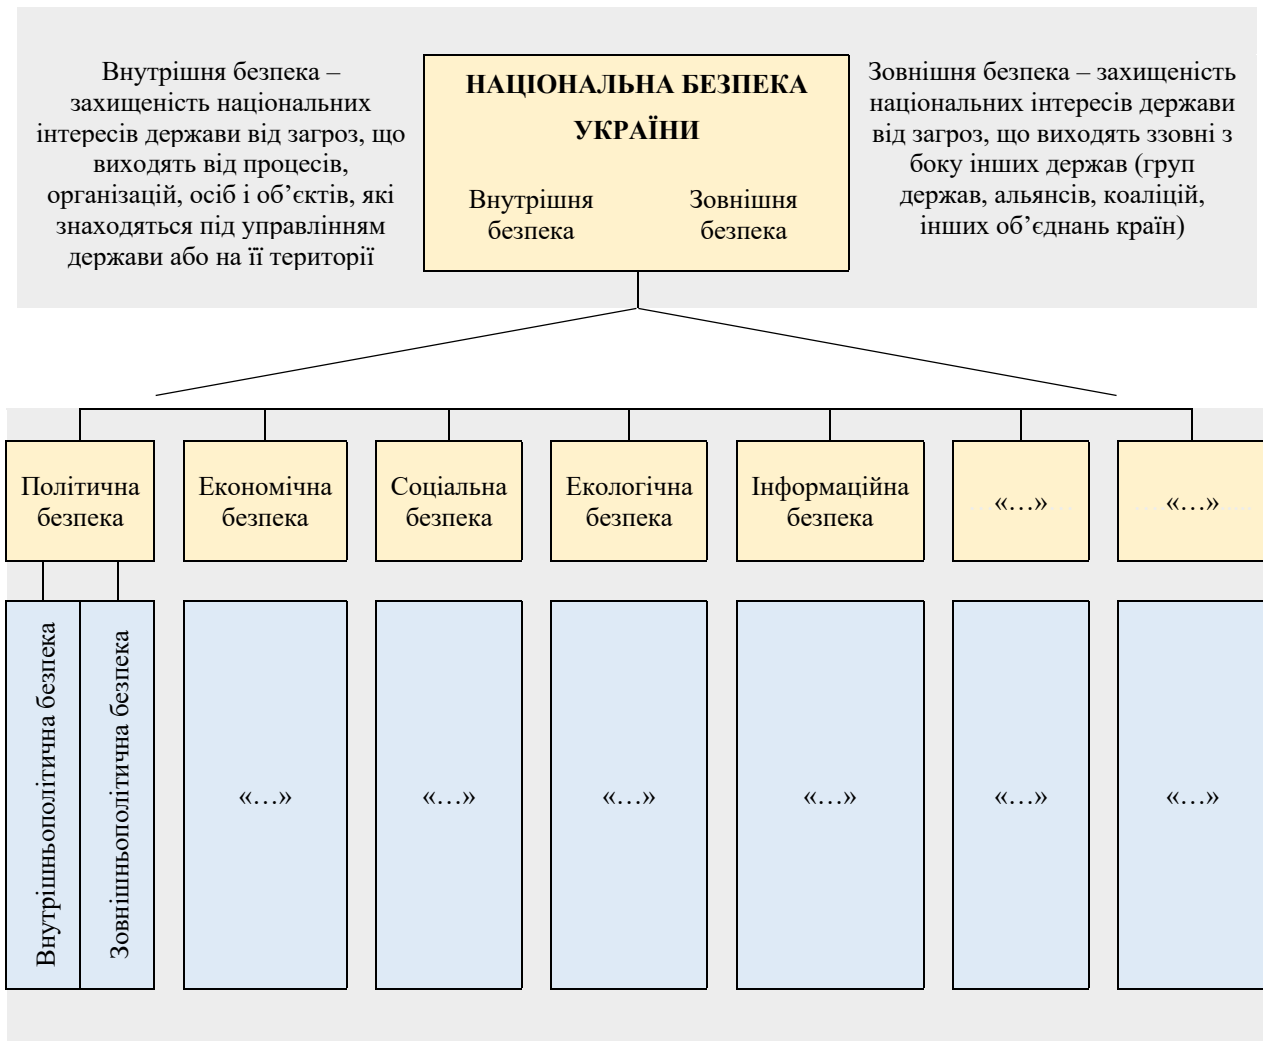 Внутрішня безпека –
захищеність національних
інтересів держави від загроз, що
виходять від процесів,
організацій, осіб і об’єктів, які
знаходяться під управлінням
держави або на її території
НАЦІОНАЛЬНА БЕЗПЕКА
УКРАЇНИ
Внутрішня
безпека
Зовнішня
безпека
Зовнішня безпека – захищеність
національних інтересів держави
від загроз, що виходять ззовні з
боку інших держав (груп
держав, альянсів, коаліцій,
інших об’єднань країн)
Політична
безпека
Економічна
безпека
Соціальна
безпека
Екологічна
безпека
Інформаційна
безпека
«…»
«…»
Внутрішньополітична безпека
Зовнішньополітична безпека
«…»
«…»
«…»
«…»
«…»
«…»